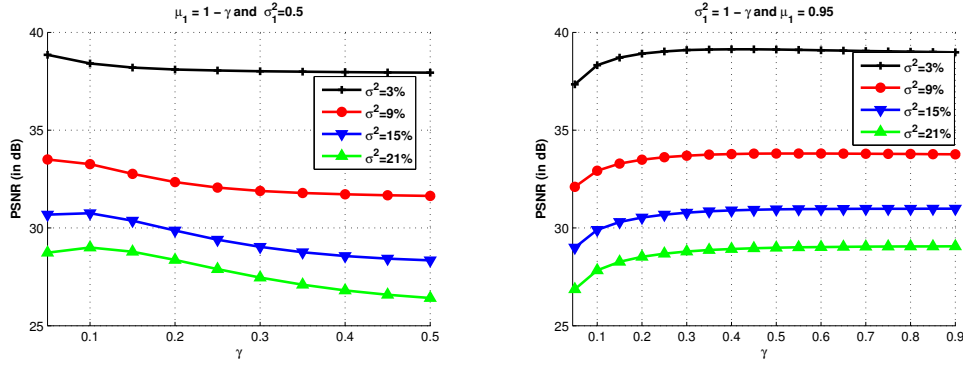 μ₁ = 1 − γ and σ₁²=0.5
40
35
30
25
PSNR (in dB)
σ²=3%
σ²=9%
σ²=15%
σ²=21%
0.1 0.2 0.3 0.4 0.5
γ
σ₁² = 1 − γ and μ₁ = 0.95
40
35
30
25
PSNR (in dB)
σ²=3%
σ²=9%
σ²=15%
σ²=21%
0.1 0.2 0.3 0.4 0.5 0.6 0.7 0.8 0.9
γ